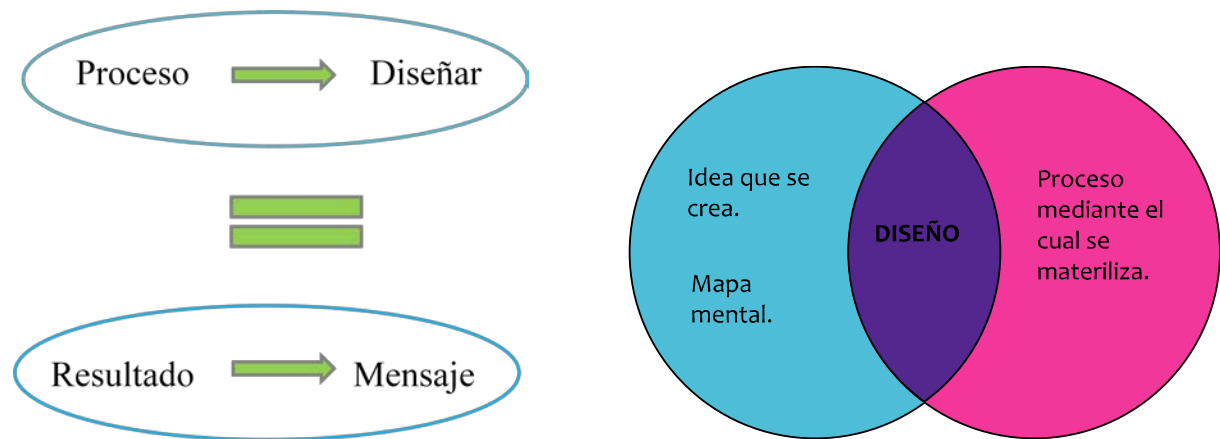 Proceso Diseñar
Resultado Mensaje
Idea que se
crea.
Mapa
mental.
DISEÑO
Proceso
mediante el
cual se
materiliza.